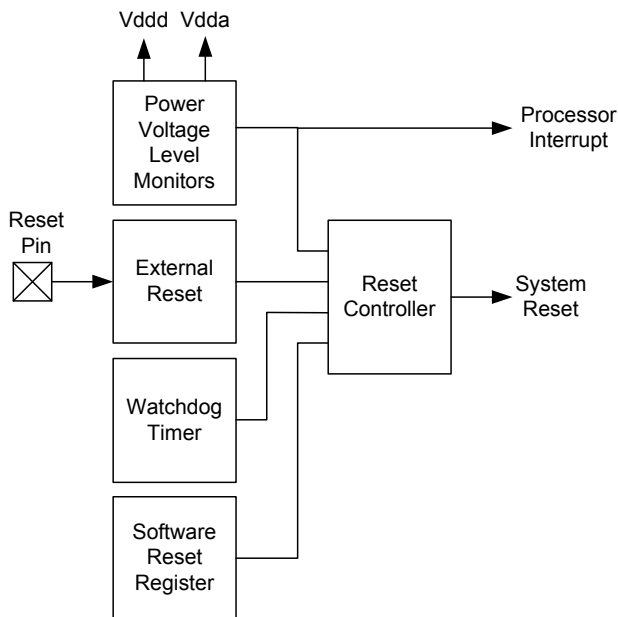 Vddd Vdda
Power
Voltage
Level
Monitors
Processor
Interrupt
Reset
Pin
External
Reset
Reset
Controller
System
Reset
Watchdog
Timer
Software
Reset
Register